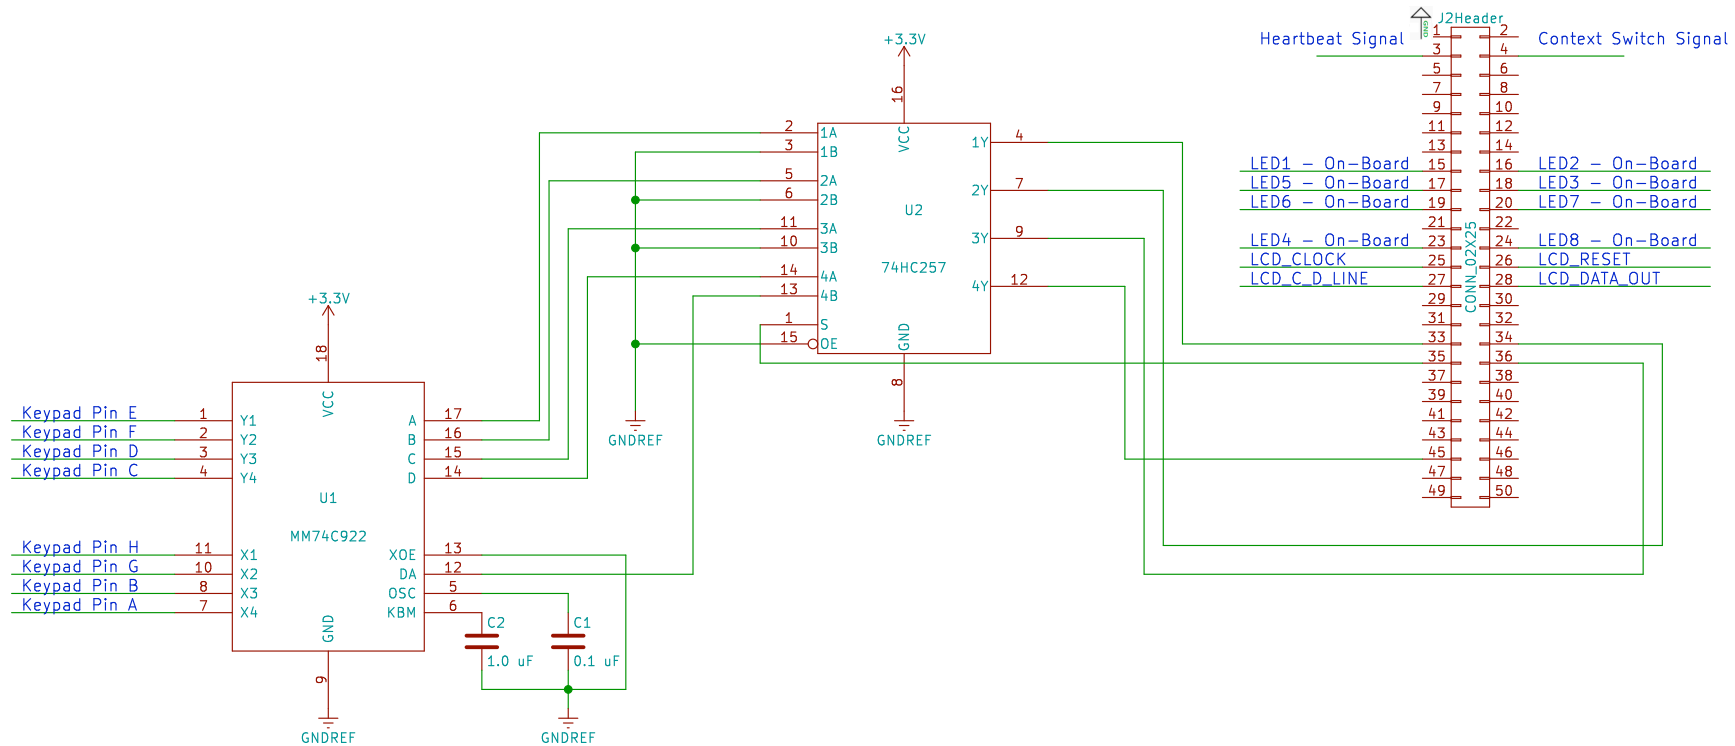 +3.3V
18
VCC
Keypad Pin E 1 Y1
Keypad Pin F 2 Y2
Keypad Pin D 3 Y3
Keypad Pin C 4 Y4
Keypad Pin H 11 X1
Keypad Pin G 10 X2
Keypad Pin B 8 X3
Keypad Pin A 7 X4
U1
MM74C922
A 17
B 16
C 15
D 14
XOE 13
DA 12
OSC 5
KBM 6
GND
9
GNDREF
C2
1.0 uF
C1
0.1 uF
GNDREF
GNDREF
+3.3V
16
VCC
2 1A
3 1B
5 2A
6 2B
11 3A
10 3B
14 4A
13 4B
1 S
15 OE
U2
74HC257
1Y 4
2Y 7
3Y 9
4Y 12
GND
8
GNDREF
GND
J2Header
1 2
Heartbeat Signal Context Switch Signal
3 4
5 6
7 8
9 10
11 12
13 14
LED1 - On-Board 15 16 LED2 - On-Board
LED5 - On-Board 17 18 LED3 - On-Board
LED6 - On-Board 19 20 LED7 - On-Board
21 22
LED4 - On-Board 23 24 LED8 - On-Board
LCD_CLOCK 25 26 LCD_RESET
LCD_C_D_LINE 27 28 LCD_DATA_OUT
29 30
31 32
33 34
35 36
37 38
39 40
41 42
43 44
45 46
47 48
49 50
CONN_02X25